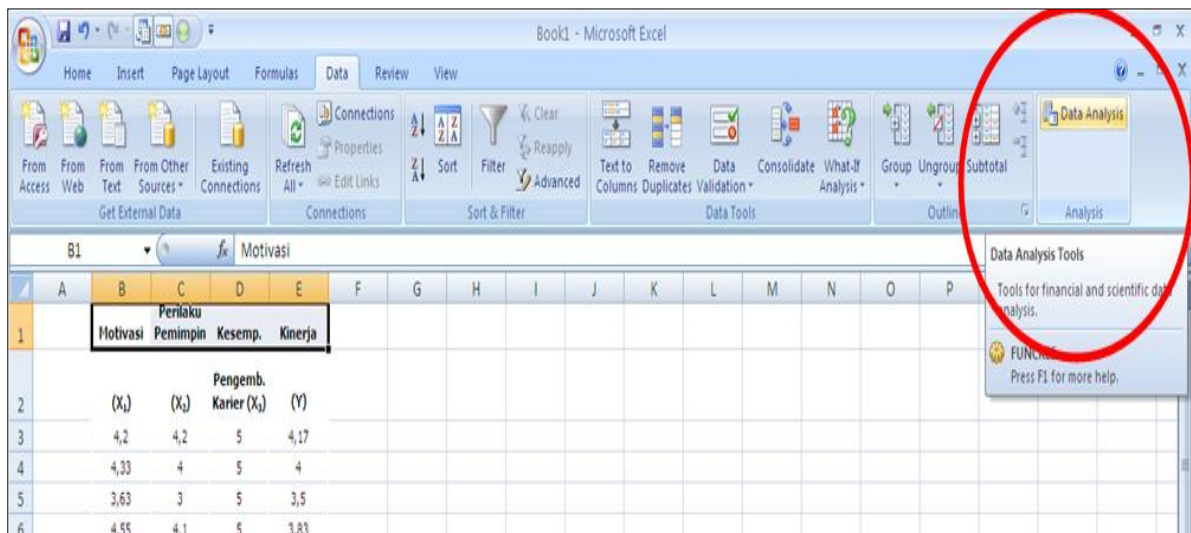 Book1 - Microsoft Excel
Home Insert Page Layout Formulas Data Review View
From Access
From Web
From Text
From Other Sources
Existing Connections
Get External Data
Refresh All
Connections
Properties
Edit Links
Connections
Sort
Filter
Clear
Reapply
Advanced
Sort & Filter
Text to Columns
Remove Duplicates
Data Validation
Consolidate
What-If Analysis
Data Tools
Group
Ungroup
Subtotal
Outline
Data Analysis
Analysis
B1 fx Motivasi
Data Analysis Tools
Tools for financial and scientific data analysis.
Press F1 for more help.
A B C D E F G H I J K L M N O P
1 Motivasi Perilaku Pemimpin Kesemp. Kinerja
2 (X₁) (X₂) Pengemb. Karier (X₃) (Y)
3 4,2 4,2 5 4,17
4 4,33 4 5 4
5 3,63 3 5 3,5
6 4,55 4,1 5 3,83